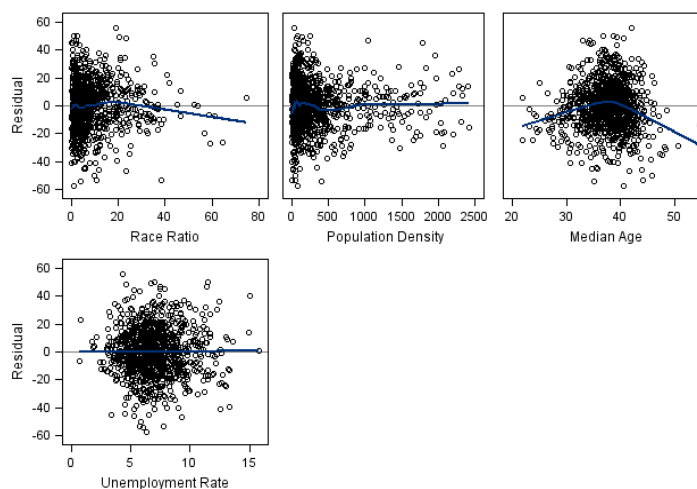 60
40
20
0
-20
-40
-60
Residual
0 20 40 60 80
Race Ratio
0 500 1000 1500 2000 2500
Population Density
20 30 40 50
Median Age
60
40
20
0
-20
-40
-60
Residual
0 5 10 15
Unemployment Rate